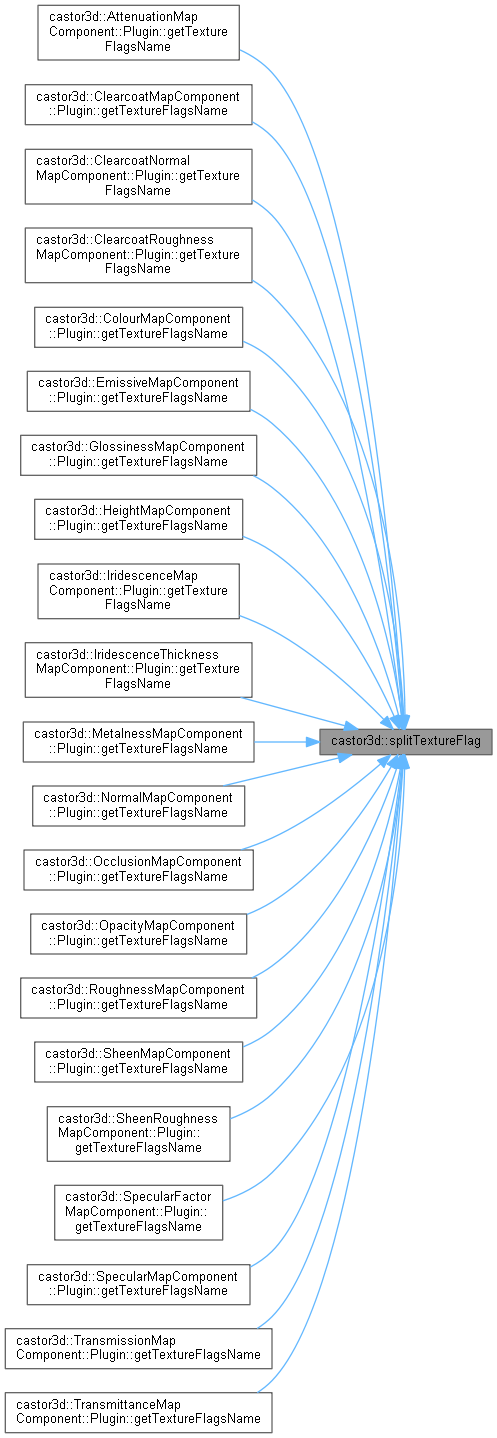 castor3d::AttenuationMap
Component::Plugin::getTexture
FlagsName
castor3d::ClearcoatMapComponent
::Plugin::getTextureFlagsName
castor3d::ClearcoatNormal
MapComponent::Plugin::getTexture
FlagsName
castor3d::ClearcoatRoughness
MapComponent::Plugin::getTexture
FlagsName
castor3d::ColourMapComponent
::Plugin::getTextureFlagsName
castor3d::EmissiveMapComponent
::Plugin::getTextureFlagsName
castor3d::GlossinessMapComponent
::Plugin::getTextureFlagsName
castor3d::HeightMapComponent
::Plugin::getTextureFlagsName
castor3d::IridescenceMap
Component::Plugin::getTexture
FlagsName
castor3d::IridescenceThickness
MapComponent::Plugin::getTexture
FlagsName
castor3d::MetalnessMapComponent
::Plugin::getTextureFlagsName
castor3d::splitTextureFlag
castor3d::NormalMapComponent
::Plugin::getTextureFlagsName
castor3d::OcclusionMapComponent
::Plugin::getTextureFlagsName
castor3d::OpacityMapComponent
::Plugin::getTextureFlagsName
castor3d::RoughnessMapComponent
::Plugin::getTextureFlagsName
castor3d::SheenMapComponent
::Plugin::getTextureFlagsName
castor3d::SheenRoughness
MapComponent::Plugin::
getTextureFlagsName
castor3d::SpecularFactor
MapComponent::Plugin::
getTextureFlagsName
castor3d::SpecularMapComponent
::Plugin::getTextureFlagsName
castor3d::TransmissionMap
Component::Plugin::getTextureFlagsName
castor3d::TransmittanceMap
Component::Plugin::getTextureFlagsName